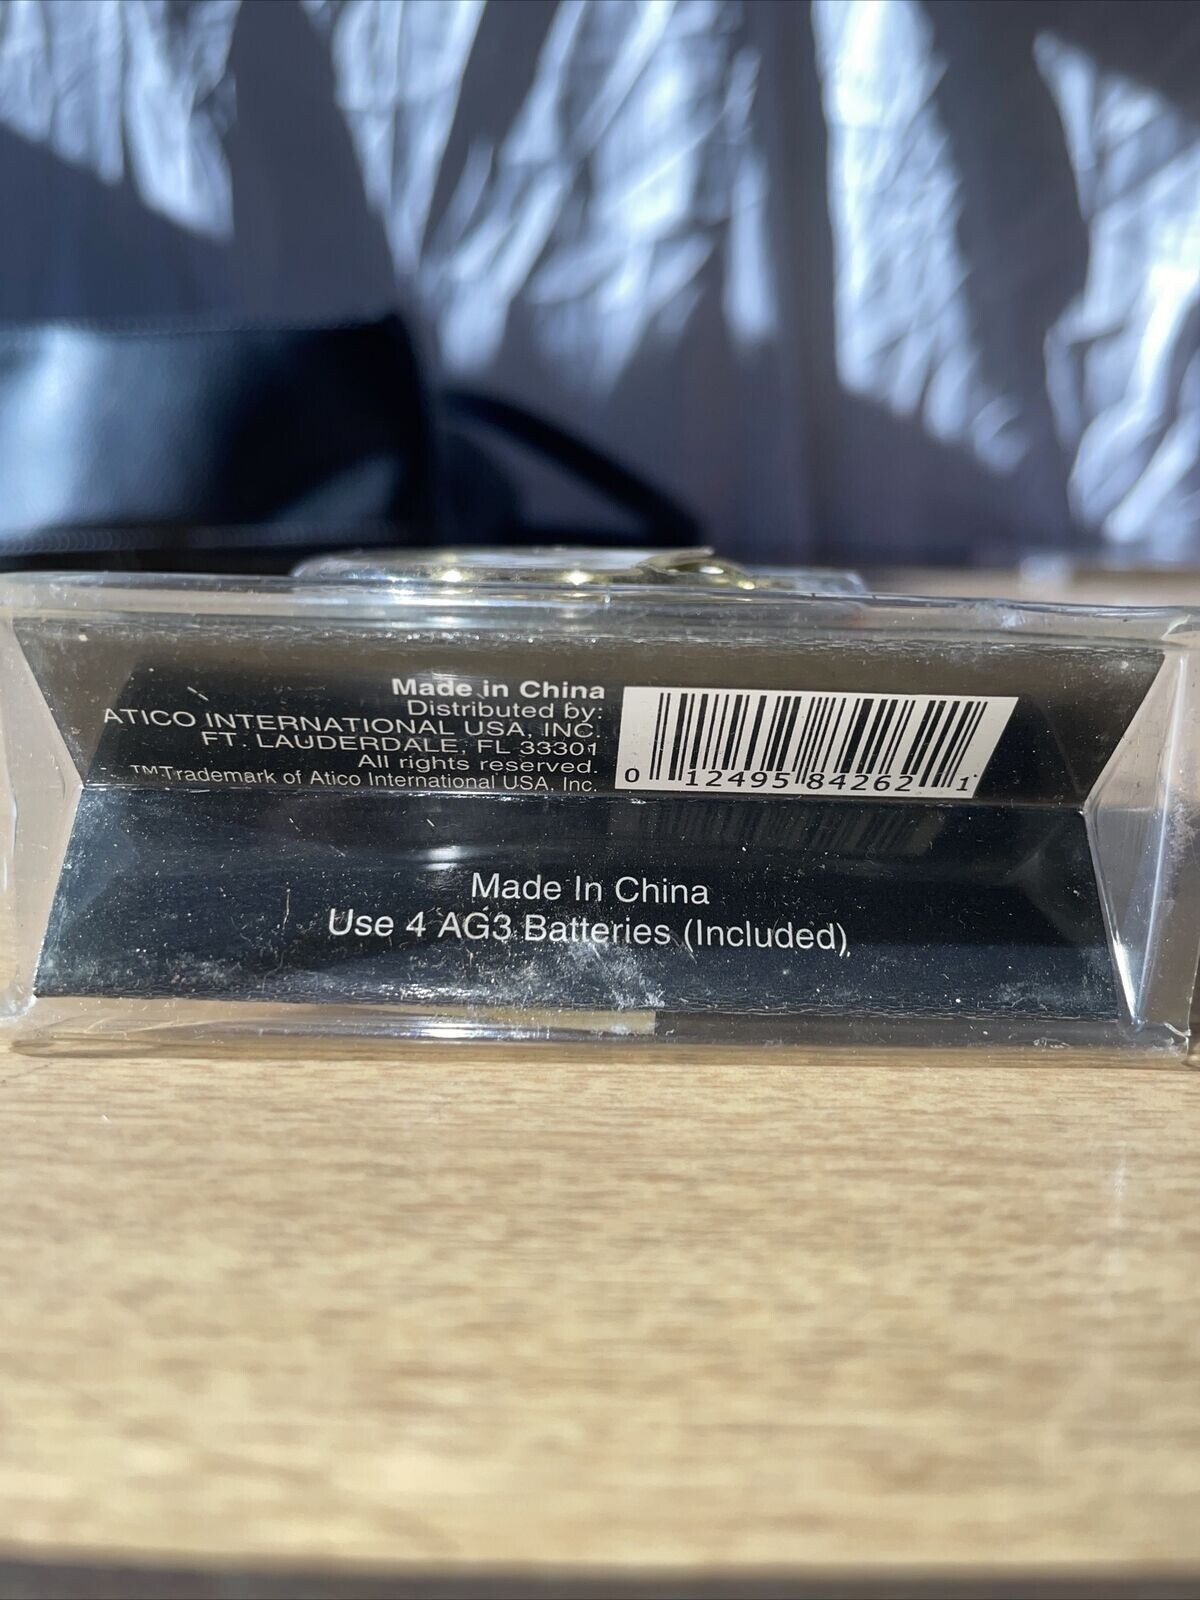 Made in China
Distributed by:
ATICO INTERNATIONAL USA, INC.
FT. LAUDERDALE, FL 33301
All rights reserved.
™Trademark of Atico International USA, Inc.
0 12495 84262 1
Made In China
Use 4 AG3 Batteries (Included)